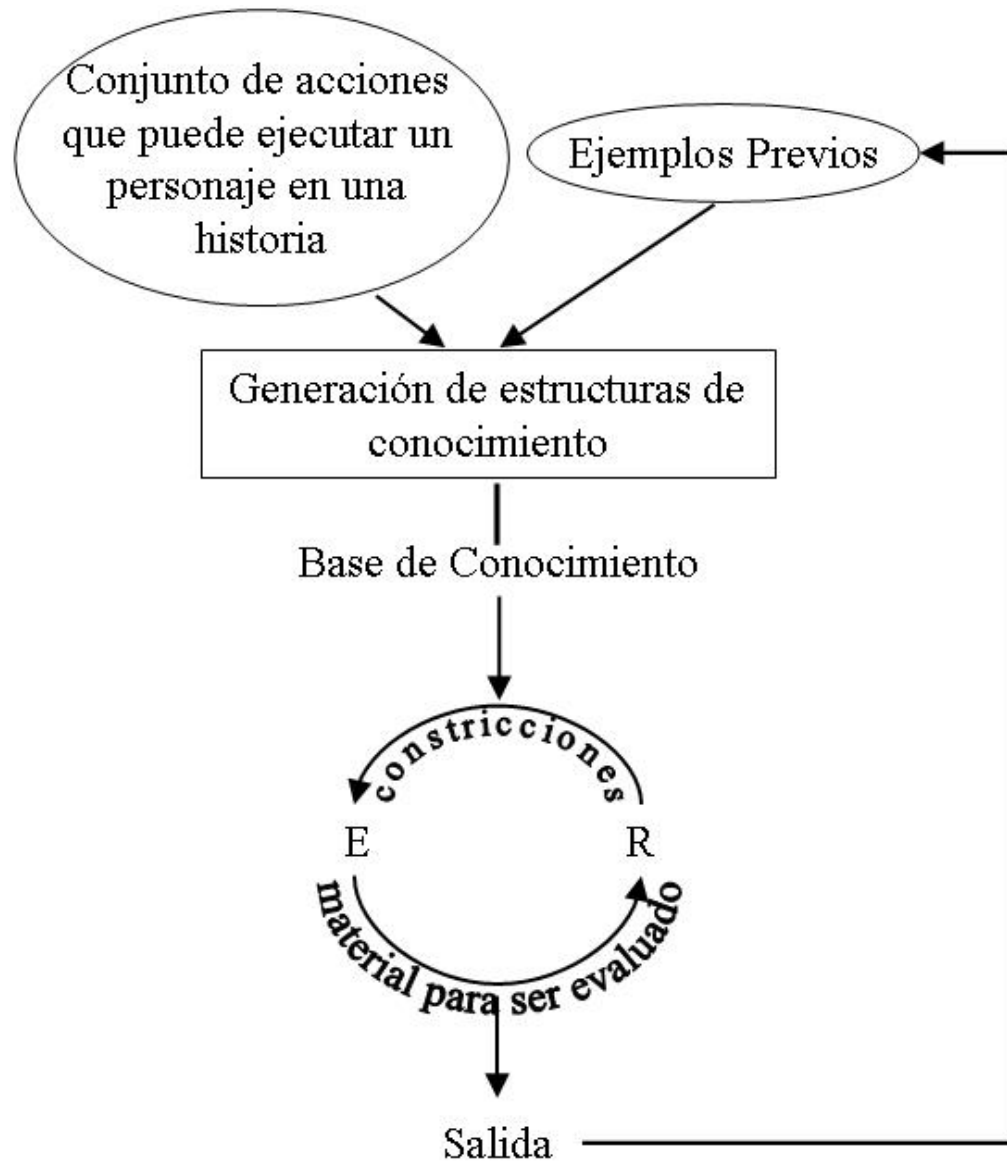 Conjunto de acciones
que puede ejecutar un
personaje en una
historia
Ejemplos Previos
Generación de estructuras de
conocimiento
Base de Conocimiento
constricciones
E
R
material para ser evaluado
Salida